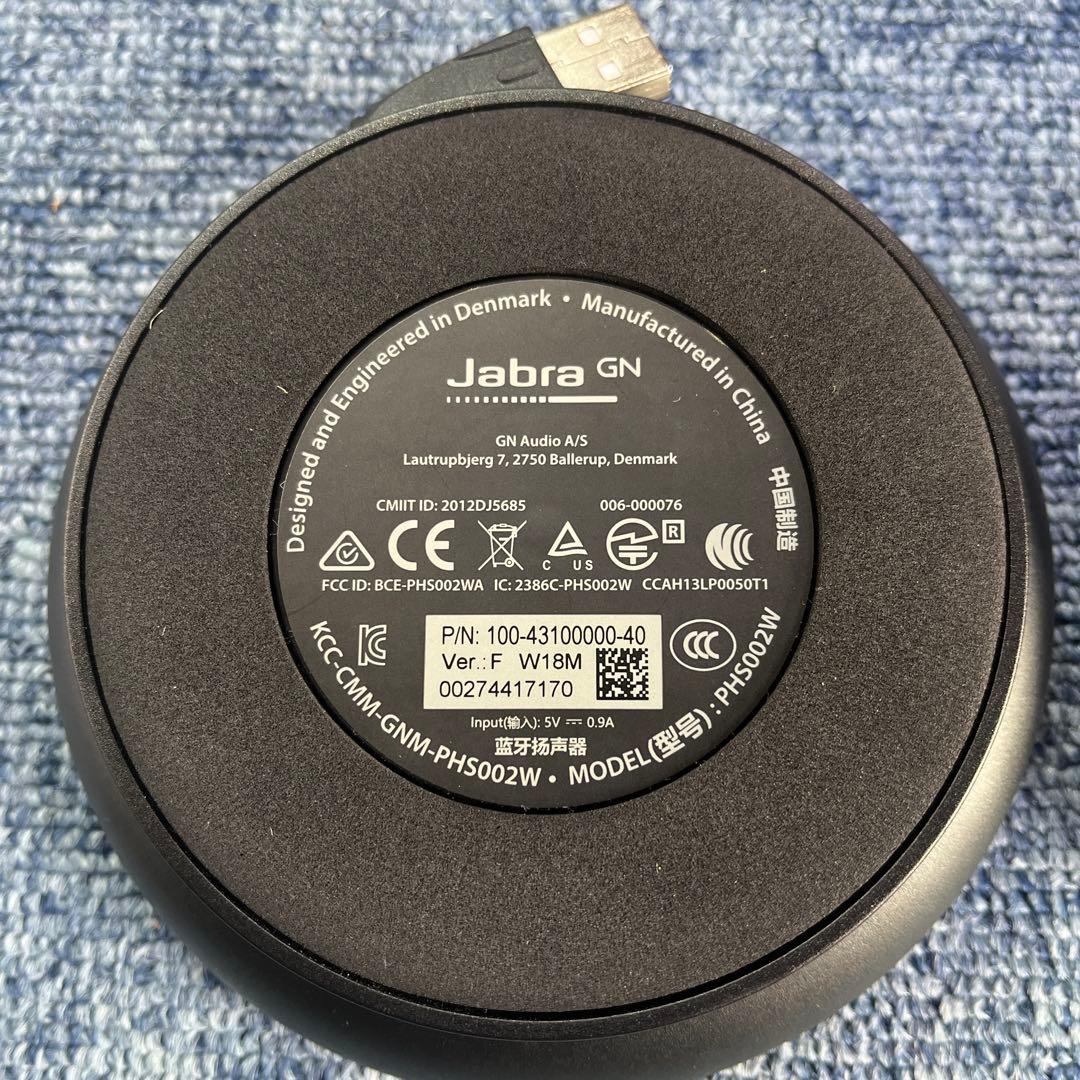 Designed and Engineered in Denmark • Manufactured in China 中国制造
Jabra GN
GN Audio A/S
Lautrupbjerg 7, 2750 Ballerup, Denmark
CMIIT ID: 2012DJ5685 006-000076
CE C US R
FCC ID: BCE-PHS002WA IC: 2386C-PHS002W CCAH13LP0050T1
P/N: 100-43100000-40
Ver.: F W18M
00274417170
CCC
Input(输入): 5V ⎓ 0.9A
蓝牙扬声器
KCC-CMM-GNM-PHS002W • MODEL(型号) : PHS002W